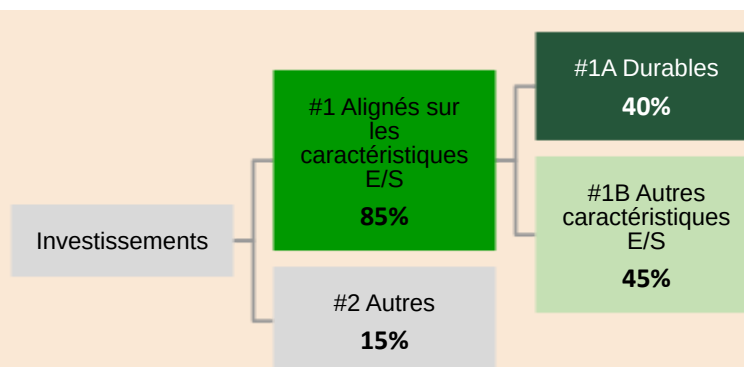 #1A Durables
40%
#1 Alignés sur
les
caractéristiques
E/S
85%
#1B Autres
caractéristiques
E/S
45%
Investissements
#2 Autres
15%